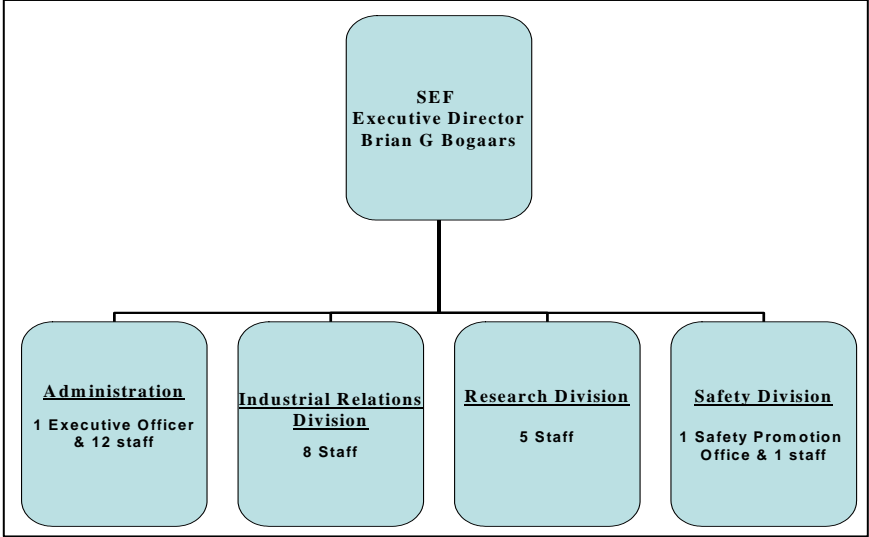 SEF
Executive Director
Brian G Bogaars
Administration
1 Executive Officer
& 12 staff
Industrial Relations
Division
8 Staff
Research Division
5 Staff
Safety Division
1 Safety Promotion
Office & 1 staff